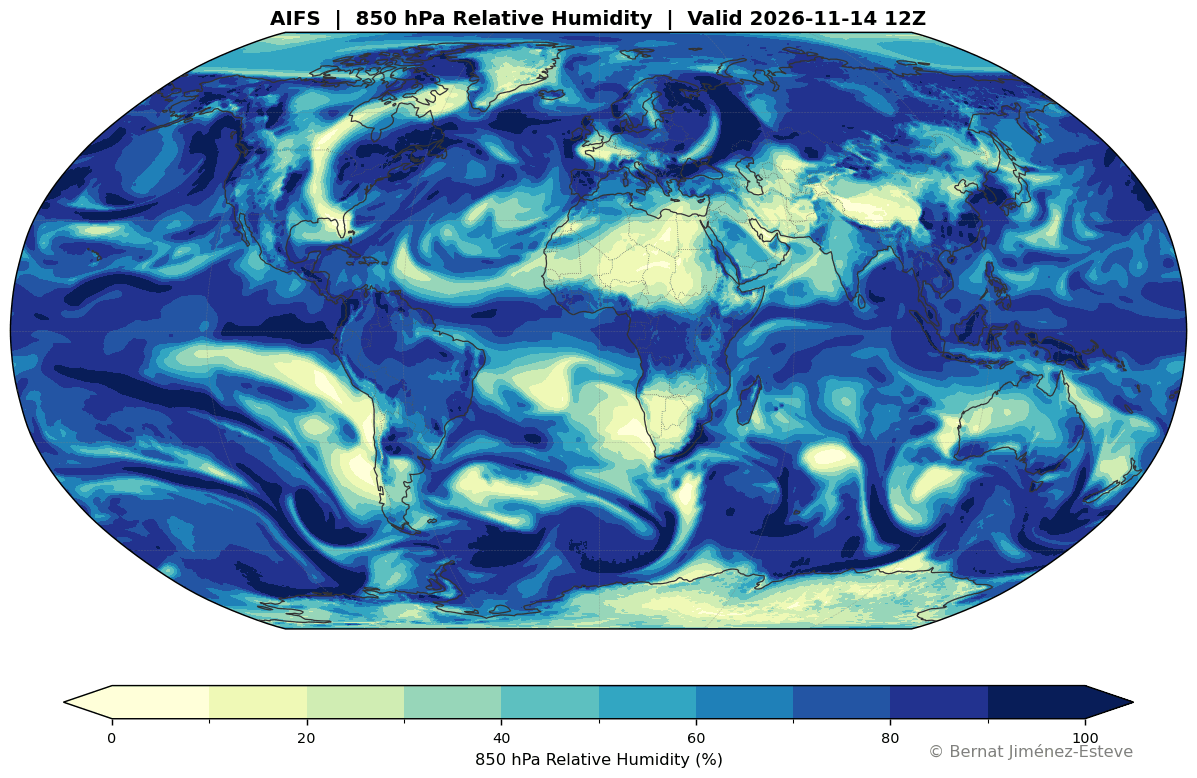 AIFS | 850 hPa Relative Humidity | Valid 2026-11-14 12Z
0 20 40 60 80 100
850 hPa Relative Humidity (%)
© Bernat Jiménez-Esteve